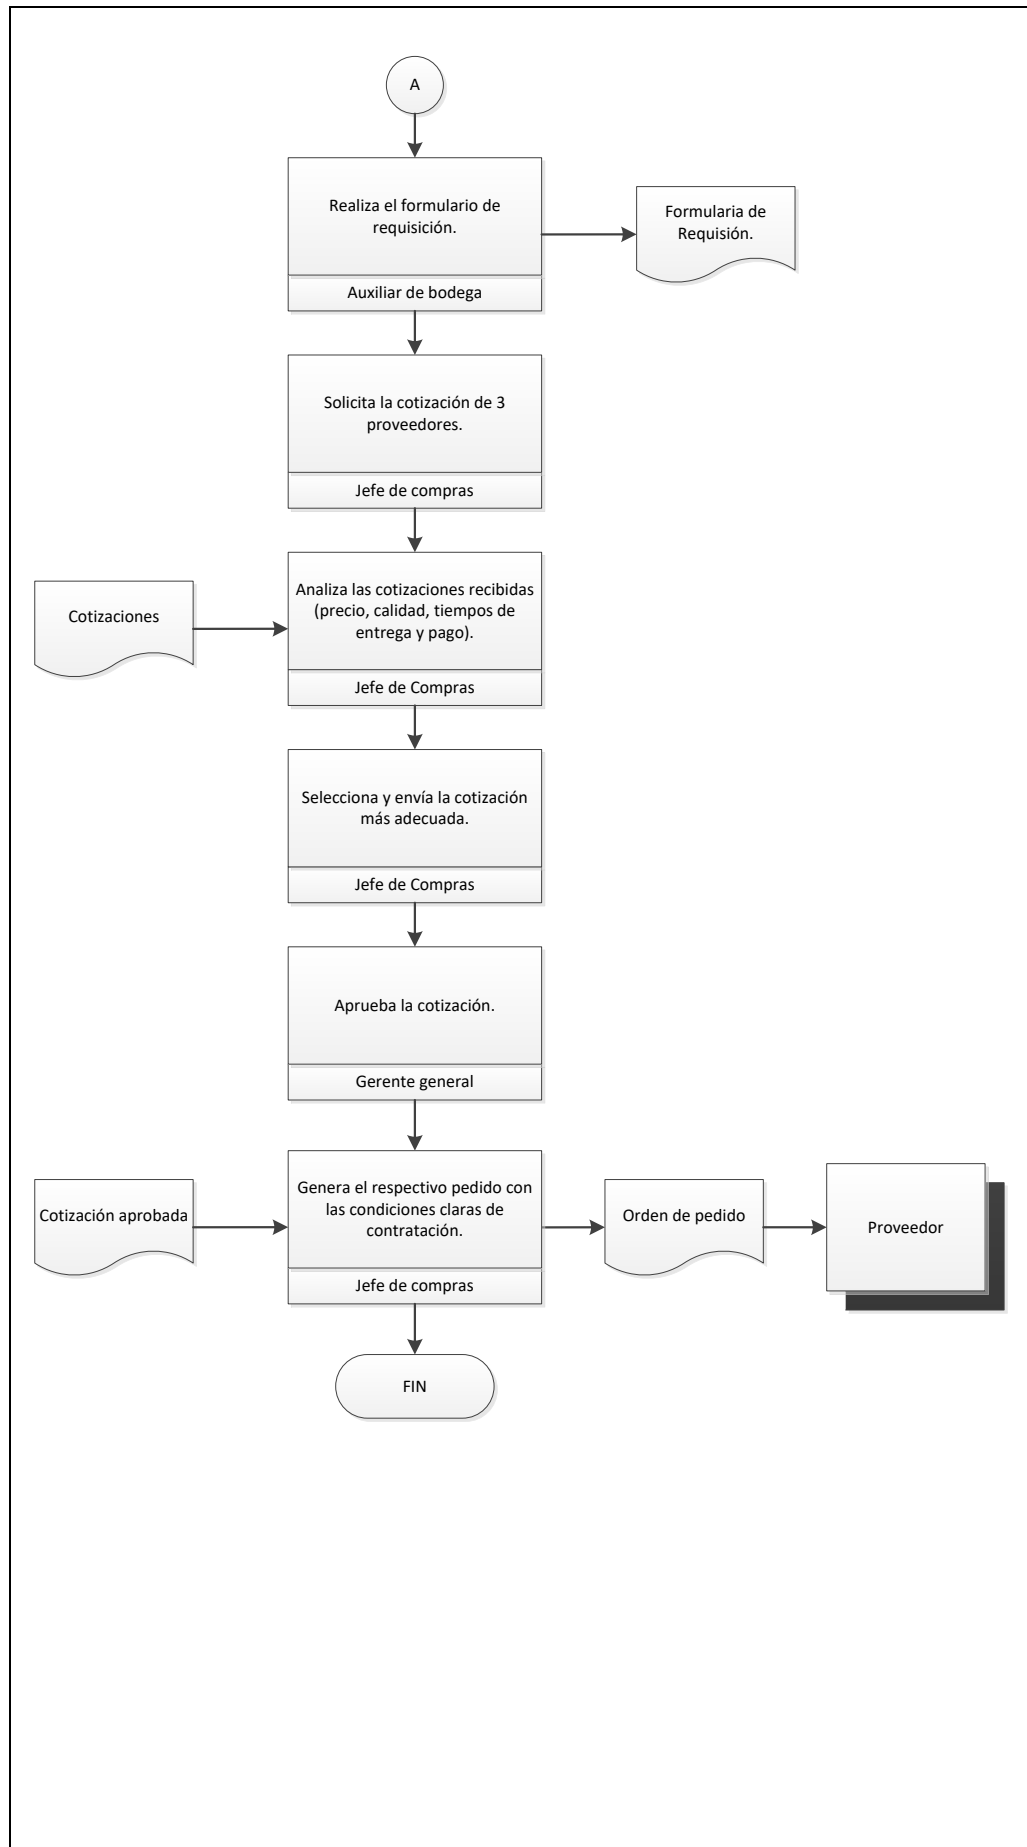 A
Realiza el formulario de
requisición.
Auxiliar de bodega
Formularia de
Requisión.
Solicita la cotización de 3
proveedores.
Jefe de compras
Cotizaciones
Analiza las cotizaciones recibidas
(precio, calidad, tiempos de
entrega y pago).
Jefe de Compras
Selecciona y envía la cotización
más adecuada.
Jefe de Compras
Aprueba la cotización.
Gerente general
Cotización aprobada
Genera el respectivo pedido con
las condiciones claras de
contratación.
Jefe de compras
Orden de pedido
Proveedor
FIN